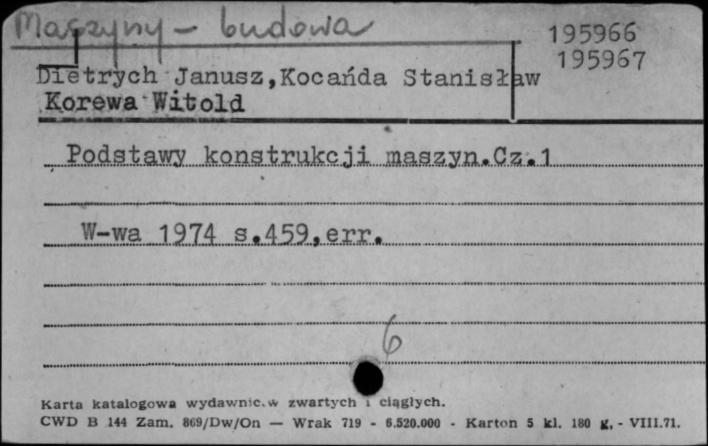 Maszyny - budowa
195966
195967
Dietrych Janusz,Kocańda Stanisław
Korewa Witold
Podstawy konstrukcji maszyn.Cz.1
W-wa 1974 s.459,err.
6
Karta katalogowa wydawnic.w zwartych i ciągłych.
CWD B 144 Zam. 869/Dw/On — Wrak 719 - 6.520.000 - Karton 5 kl. 180 g. - VIII.71.